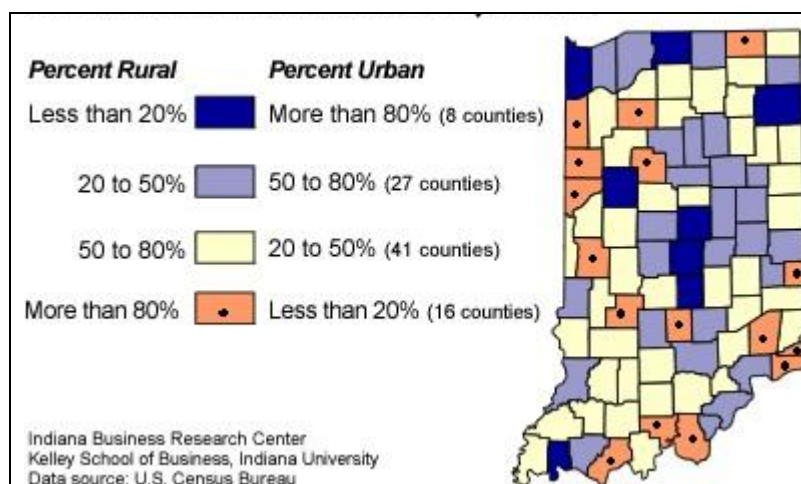 Percent Rural Percent Urban
Less than 20% More than 80% (8 counties)
20 to 50% 50 to 80% (27 counties)
50 to 80% 20 to 50% (41 counties)
More than 80% Less than 20% (16 counties)
Indiana Business Research Center
Kelley School of Business, Indiana University
Data source: U.S. Census Bureau